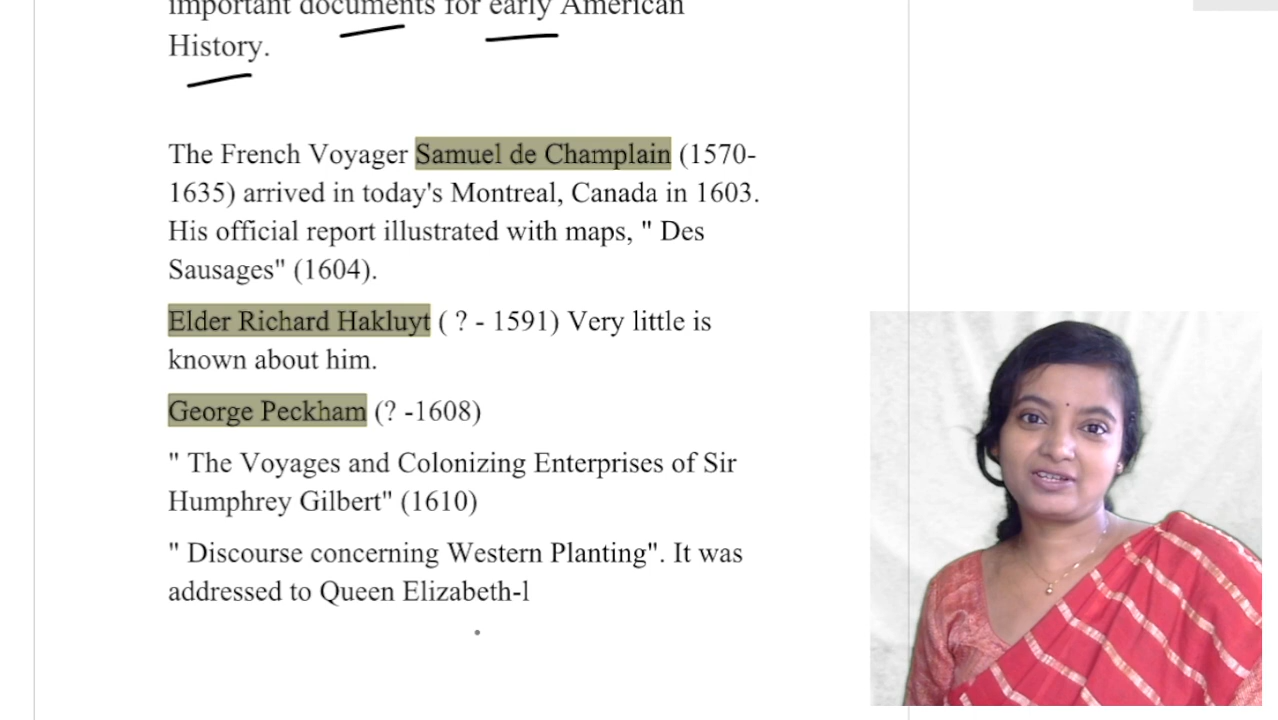 important documents for early American
History.
The French Voyager Samuel de Champlain (1570-
1635) arrived in today's Montreal, Canada in 1603.
His official report illustrated with maps, " Des
Sausages" (1604).
Elder Richard Hakluyt ( ? - 1591) Very little is
known about him.
George Peckham (? -1608)
" The Voyages and Colonizing Enterprises of Sir
Humphrey Gilbert" (1610)
" Discourse concerning Western Planting". It was
addressed to Queen Elizabeth-l